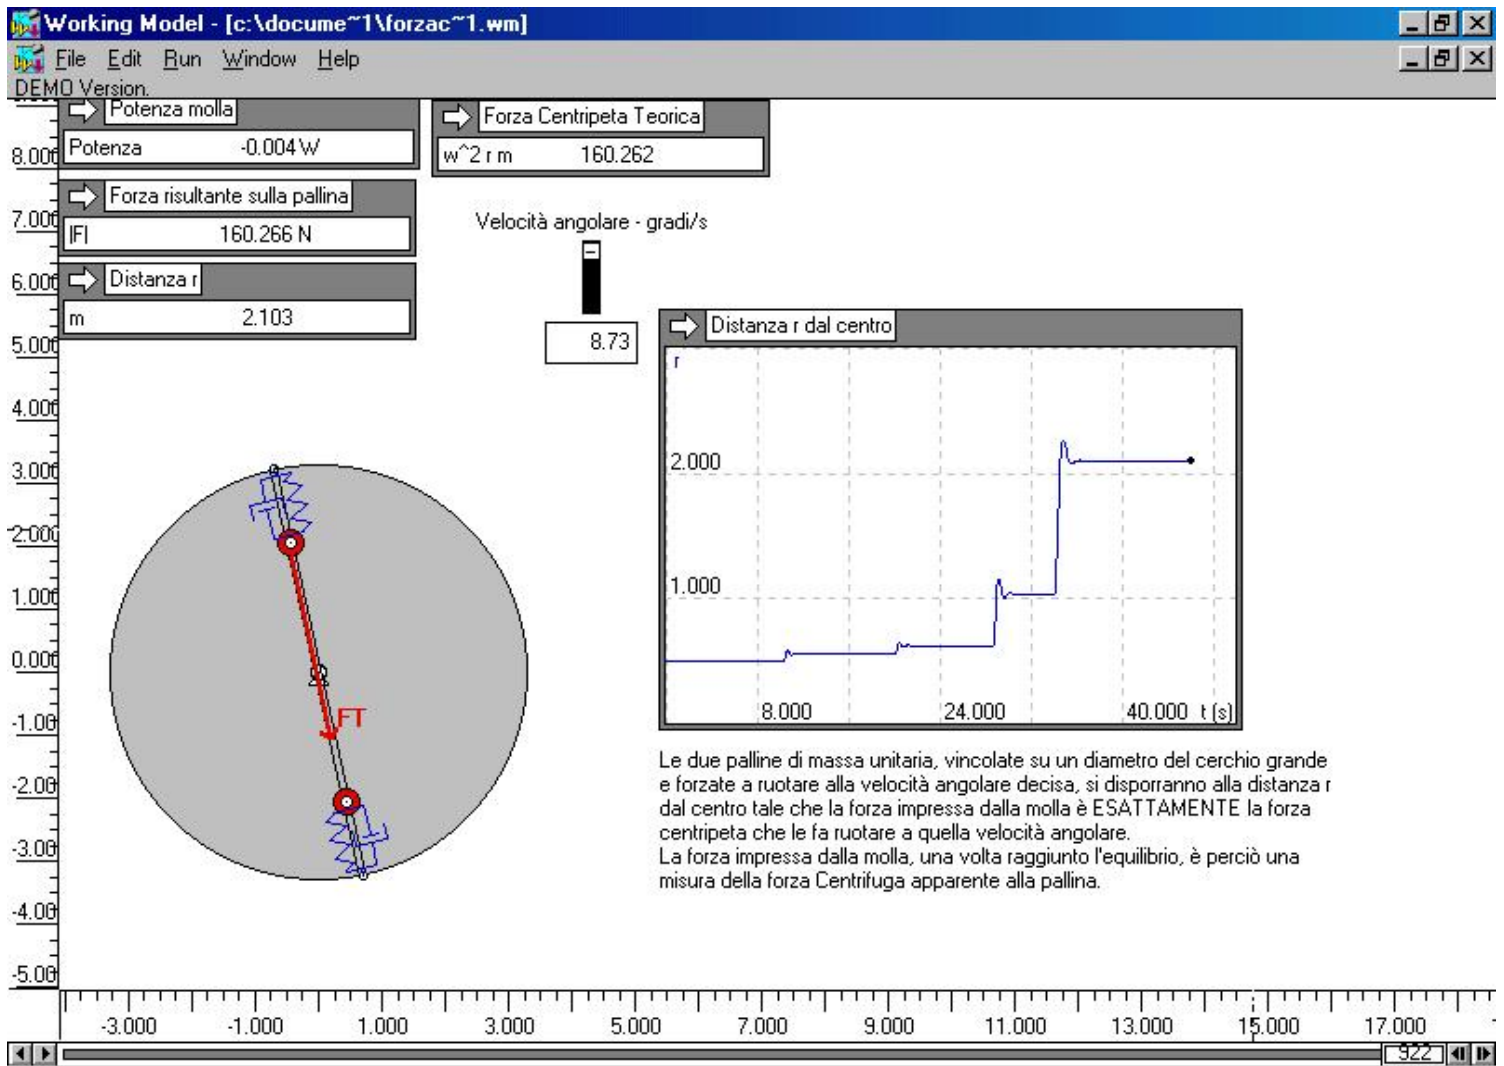 Working Model - [c:\docume~1\forzac~1.wm]
File Edit Run Window Help
DEMO Version.
Potenza molla
Potenza -0.004 W
Forza Centripeta Teorica
w^2 r m 160.262
Forza risultante sulla pallina
|F| 160.266 N
Distanza r
m 2.103
Velocità angolare - gradi/s
8.73
Distanza r dal centro
r
2.000
1.000
8.000 24.000 40.000 t (s)
8.000
7.000
6.000
5.000
4.000
3.000
2.000
1.000
0.000
-1.00
-2.00
-3.00
-4.00
-5.00
FT
Le due palline di massa unitaria, vincolate su un diametro del cerchio grande
e forzate a ruotare alla velocità angolare decisa, si disporranno alla distanza r
dal centro tale che la forza impressa dalla molla è ESATTAMENTE la forza
centripeta che le fa ruotare a quella velocità angolare.
La forza impressa dalla molla, una volta raggiunto l'equilibrio, è perciò una
misura della forza Centrifuga apparente alla pallina.
-3.000 -1.000 1.000 3.000 5.000 7.000 9.000 11.000 13.000 15.000 17.000
922